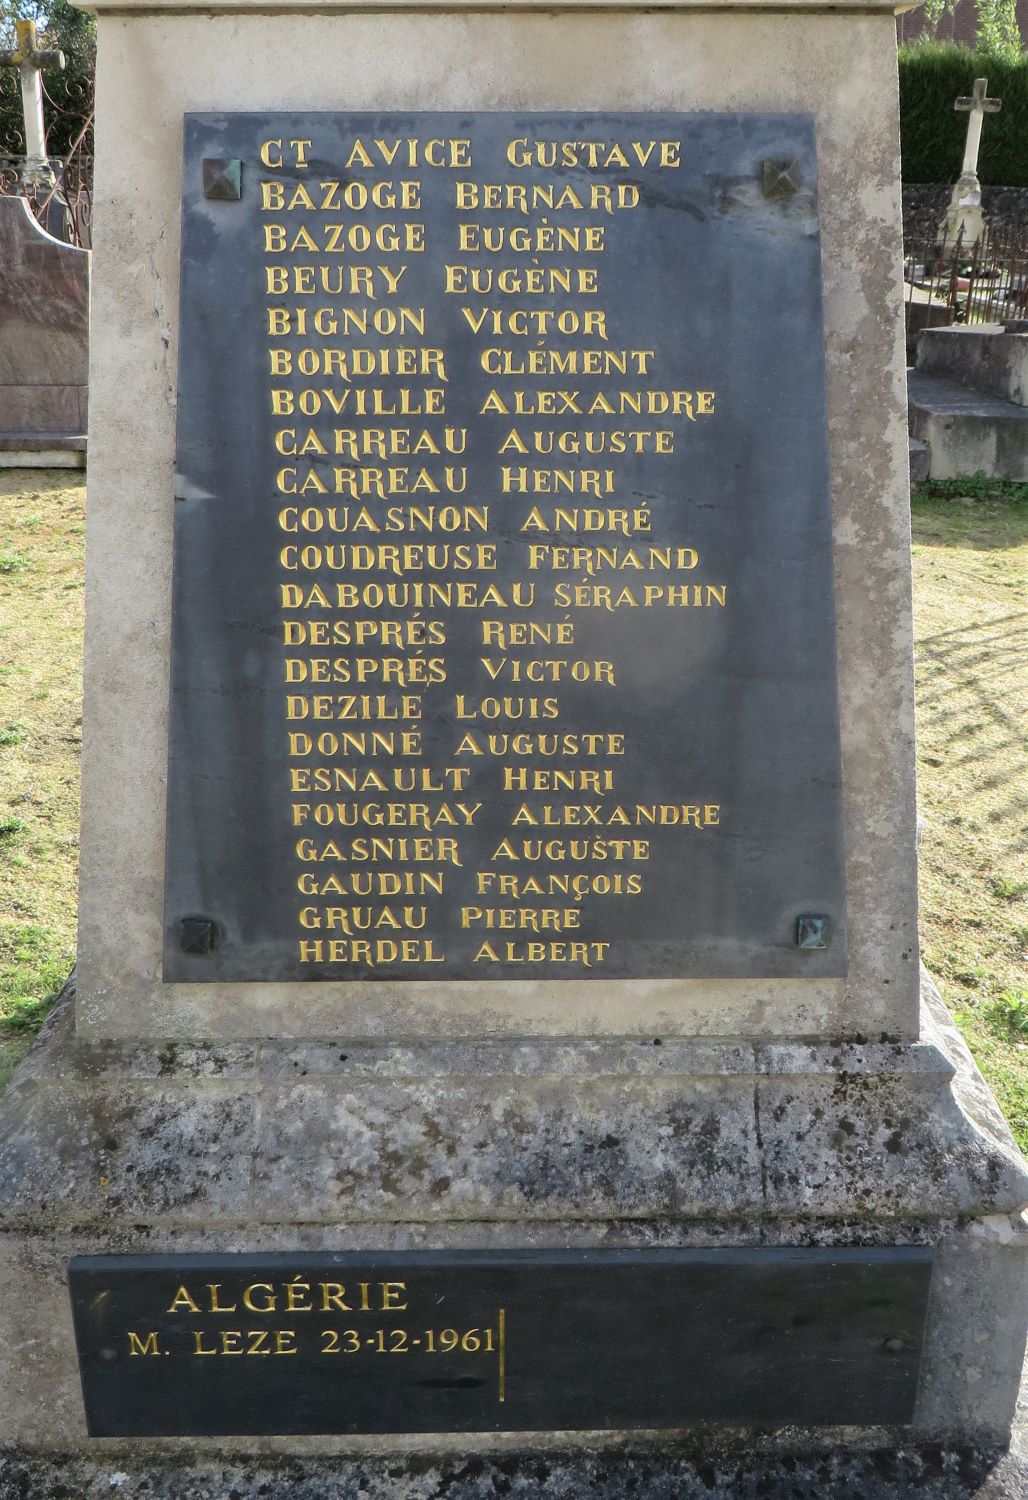 CT AVICE GUSTAVE
BAZOGE BERNARD
BAZOGE EUGÈNE
BEURY EUGÈNE
BIGNON VICTOR
BORDIER CLÉMENT
BOVILLE ALEXANDRE
CARREAU AUGUSTE
CARREAU HENRI
COUASNON ANDRÉ
COUDREUSE FERNAND
DABOUINEAU SÉRAPHIN
DESPRÉS RENÉ
DESPRÉS VICTOR
DEZILE LOUIS
DONNÉ AUGUSTE
ESNAULT HENRI
FOUGERAY ALEXANDRE
GASNIER AUGUSTE
GAUDIN FRANÇOIS
GRUAU PIERRE
HERDEL ALBERT
ALGÉRIE
M. LEZE 23-12-1961